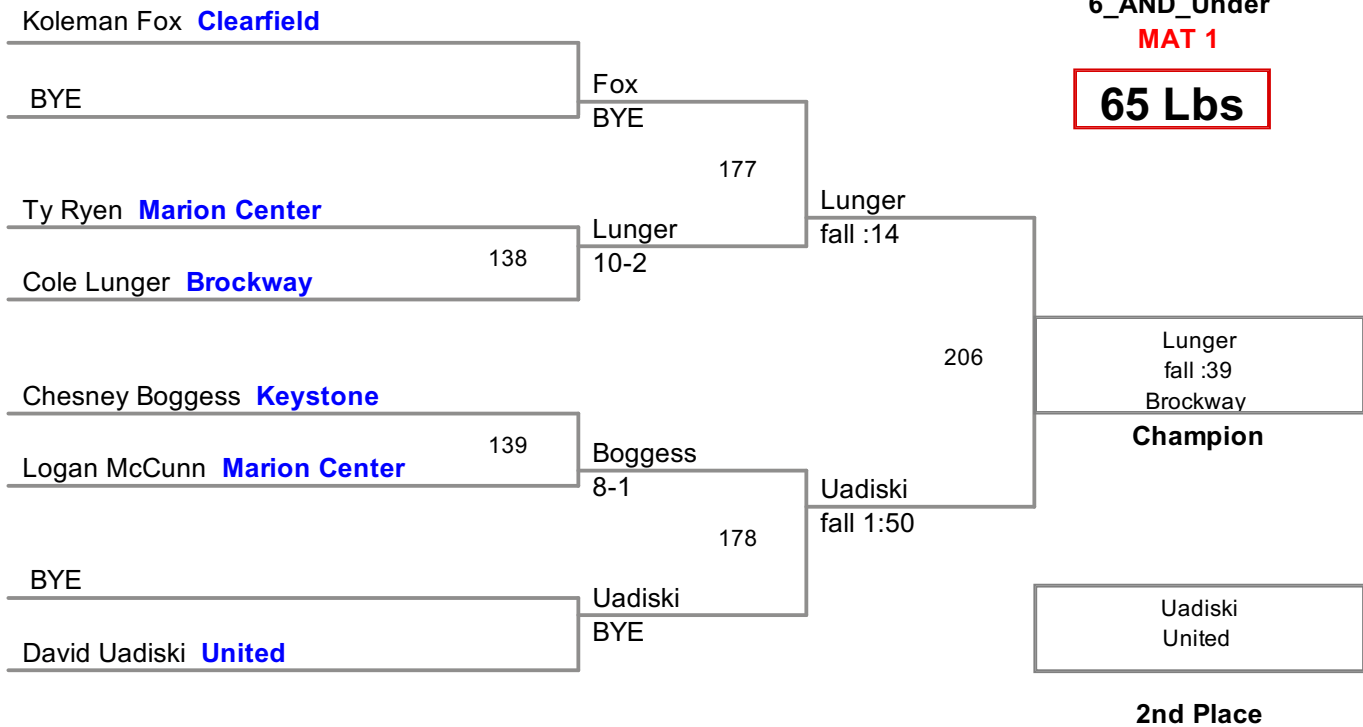 6_AND_Under
MAT 1
65 Lbs
Koleman Fox Clearfield
BYE
Fox
BYE
177
Ty Ryen Marion Center
138
Cole Lunger Brockway
Lunger
10-2
Lunger
fall :14
206
Chesney Boggess Keystone
139
Logan McCunn Marion Center
Boggess
8-1
178
Uadiski
fall 1:50
BYE
David Uadiski United
Uadiski
BYE
Lunger
fall :39
Brockway
Champion
Uadiski
United
2nd Place